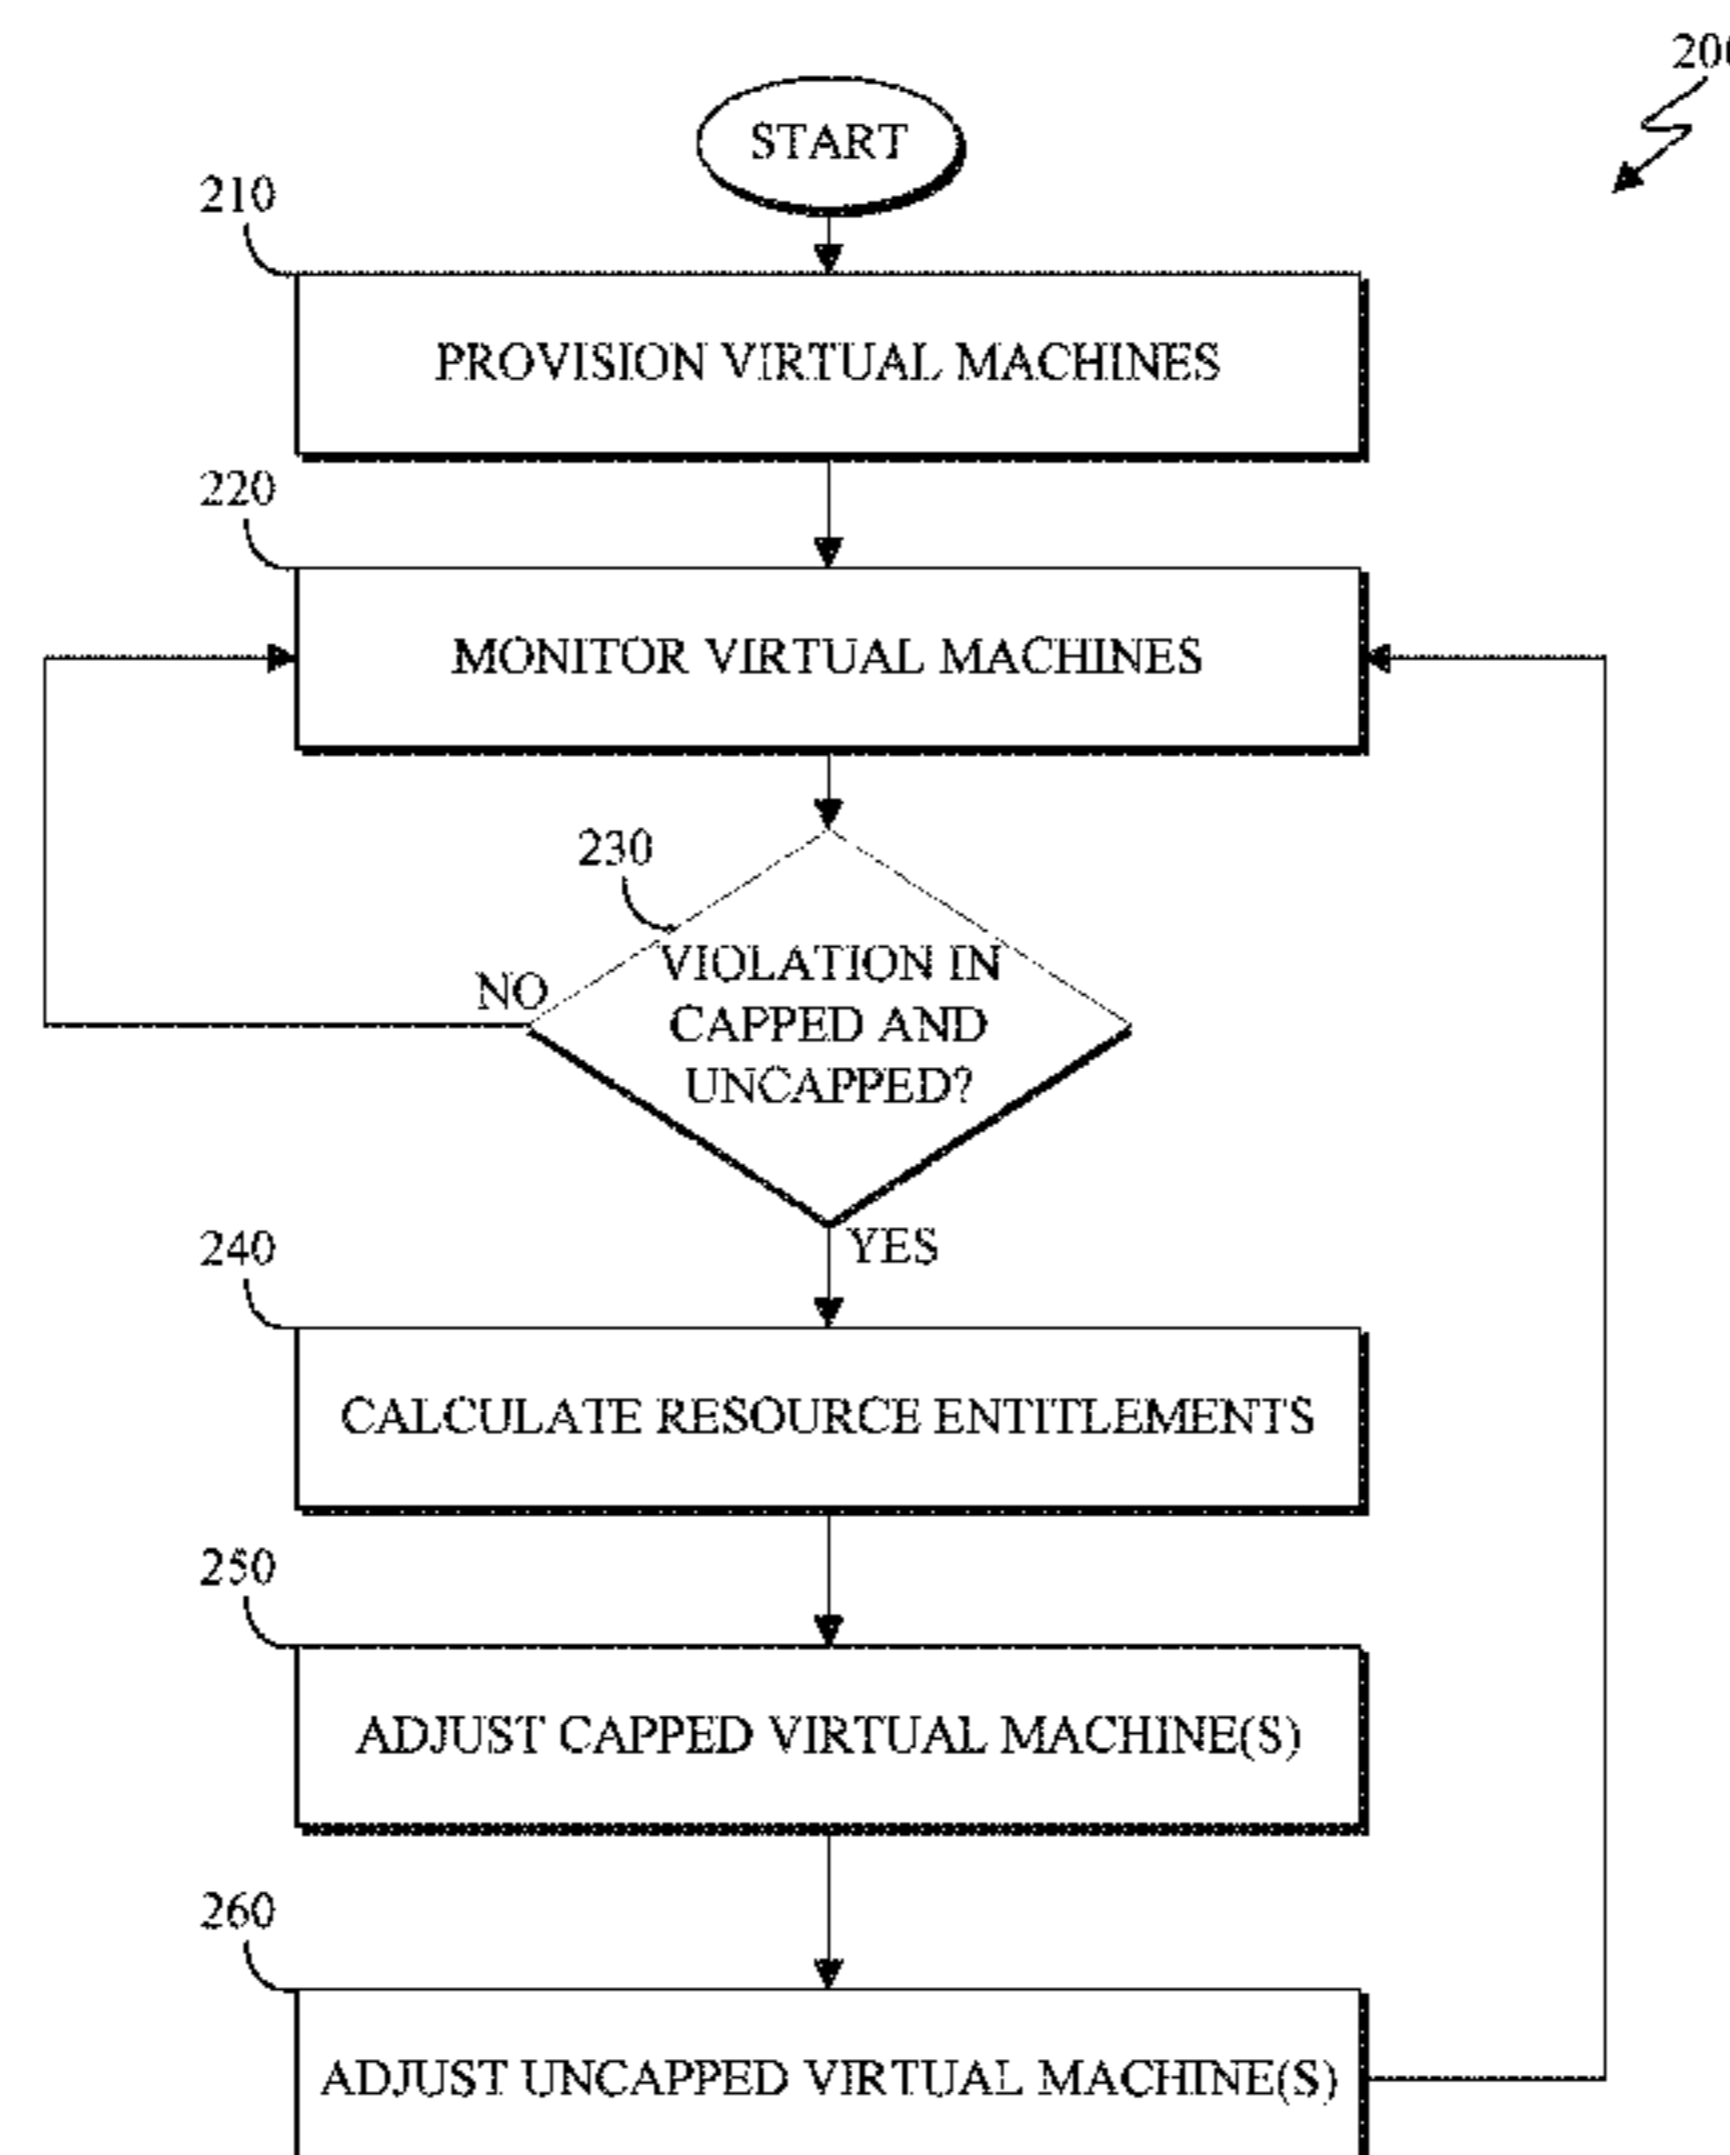 200
START
210
PROVISION VIRTUAL MACHINES
220
MONITOR VIRTUAL MACHINES
230
VIOLATION IN
CAPPED AND
UNCAPPED?
NO
YES
240
CALCULATE RESOURCE ENTITLEMENTS
250
ADJUST CAPPED VIRTUAL MACHINE(S)
260
ADJUST UNCAPPED VIRTUAL MACHINE(S)